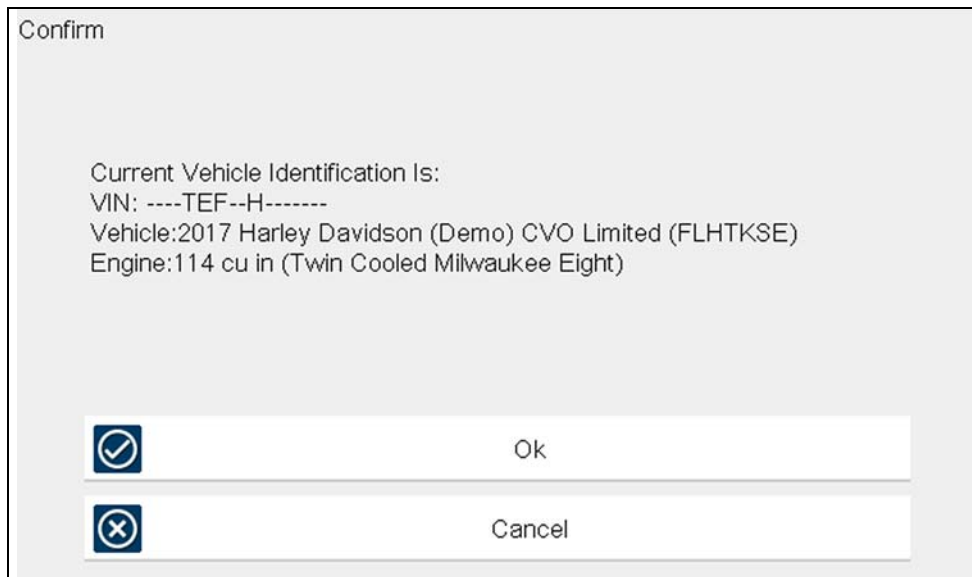 Confirm
Current Vehicle Identification Is:
VIN: ----TEF--H-------
Vehicle:2017 Harley Davidson (Demo) CVO Limited (FLHTKSE)
Engine:114 cu in (Twin Cooled Milwaukee Eight)
Ok
Cancel